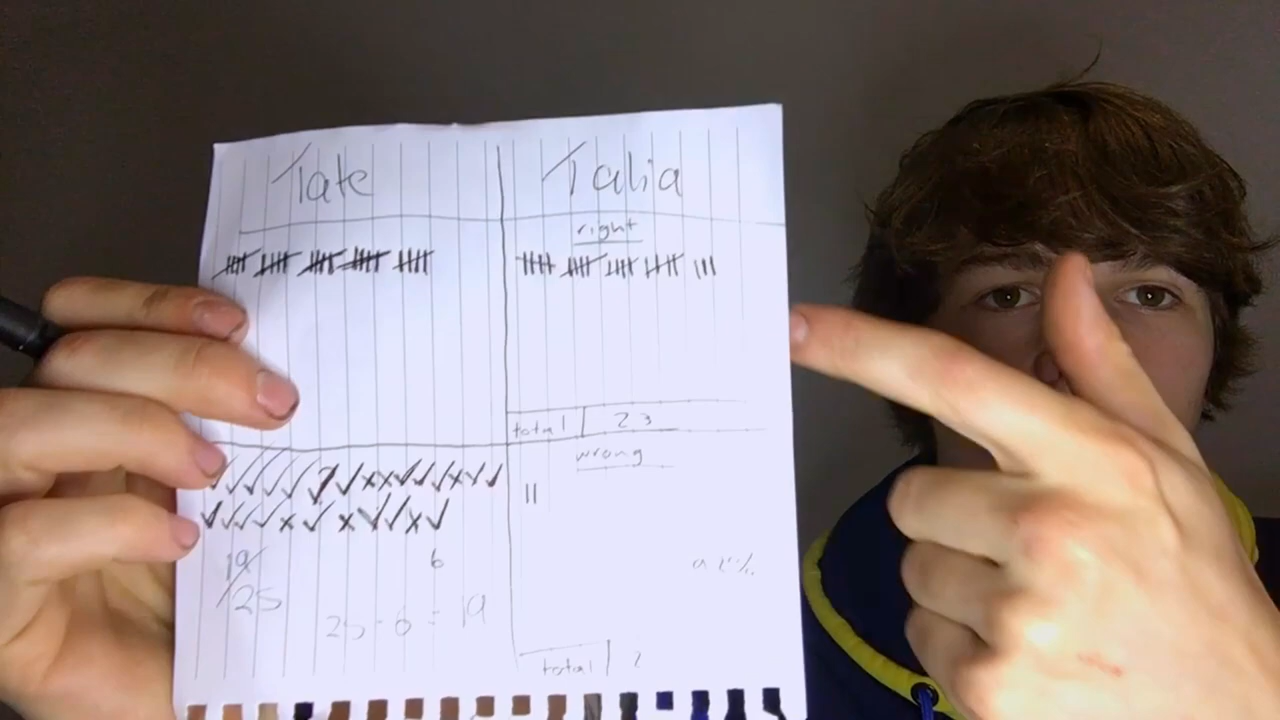 Tate
Talia
right
total 23
wrong
19/25
6
25 - 6 = 19
total 2